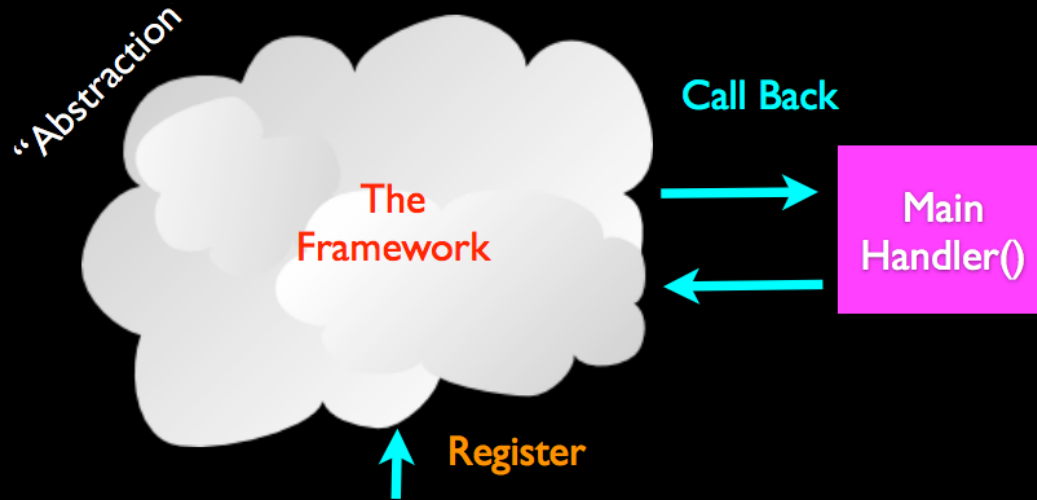 “Abstraction
Call Back
The
Framework
Main
Handler()
Register